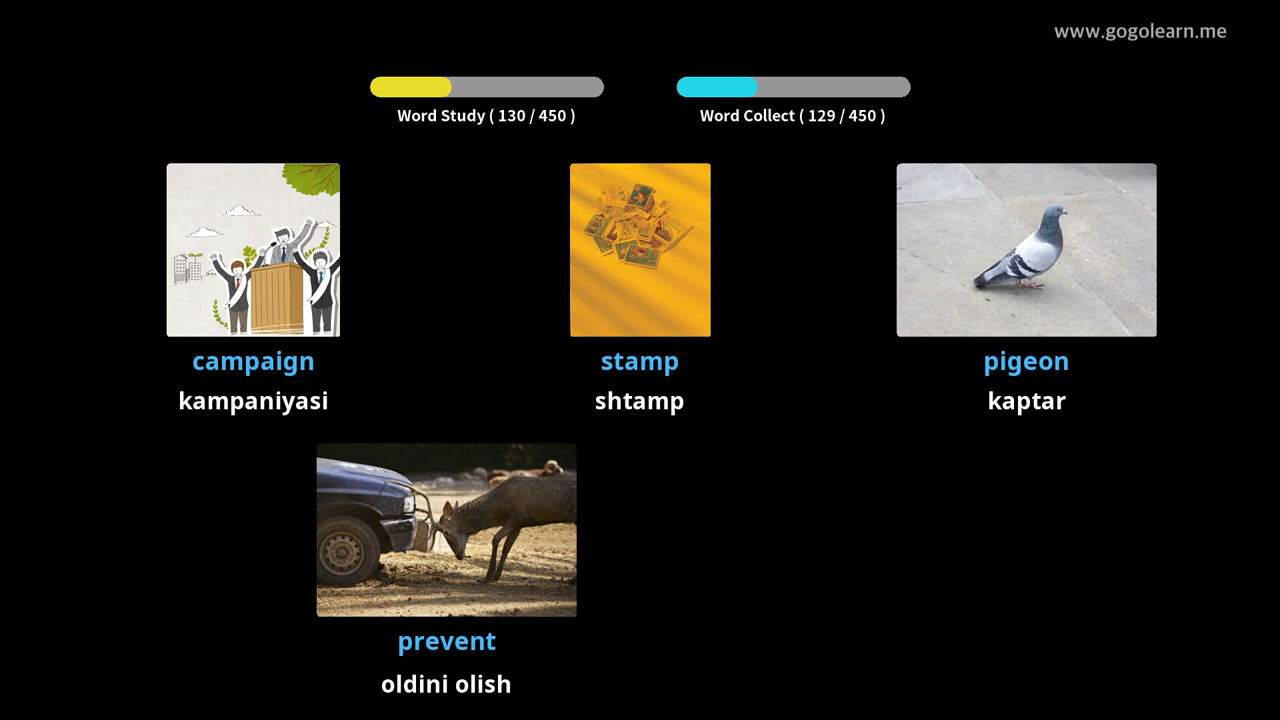 www.gogolearn.me
Word Study ( 130 / 450 )
Word Collect ( 129 / 450 )
campaign
kampaniyasi
stamp
shtamp
pigeon
kaptar
prevent
oldini olish